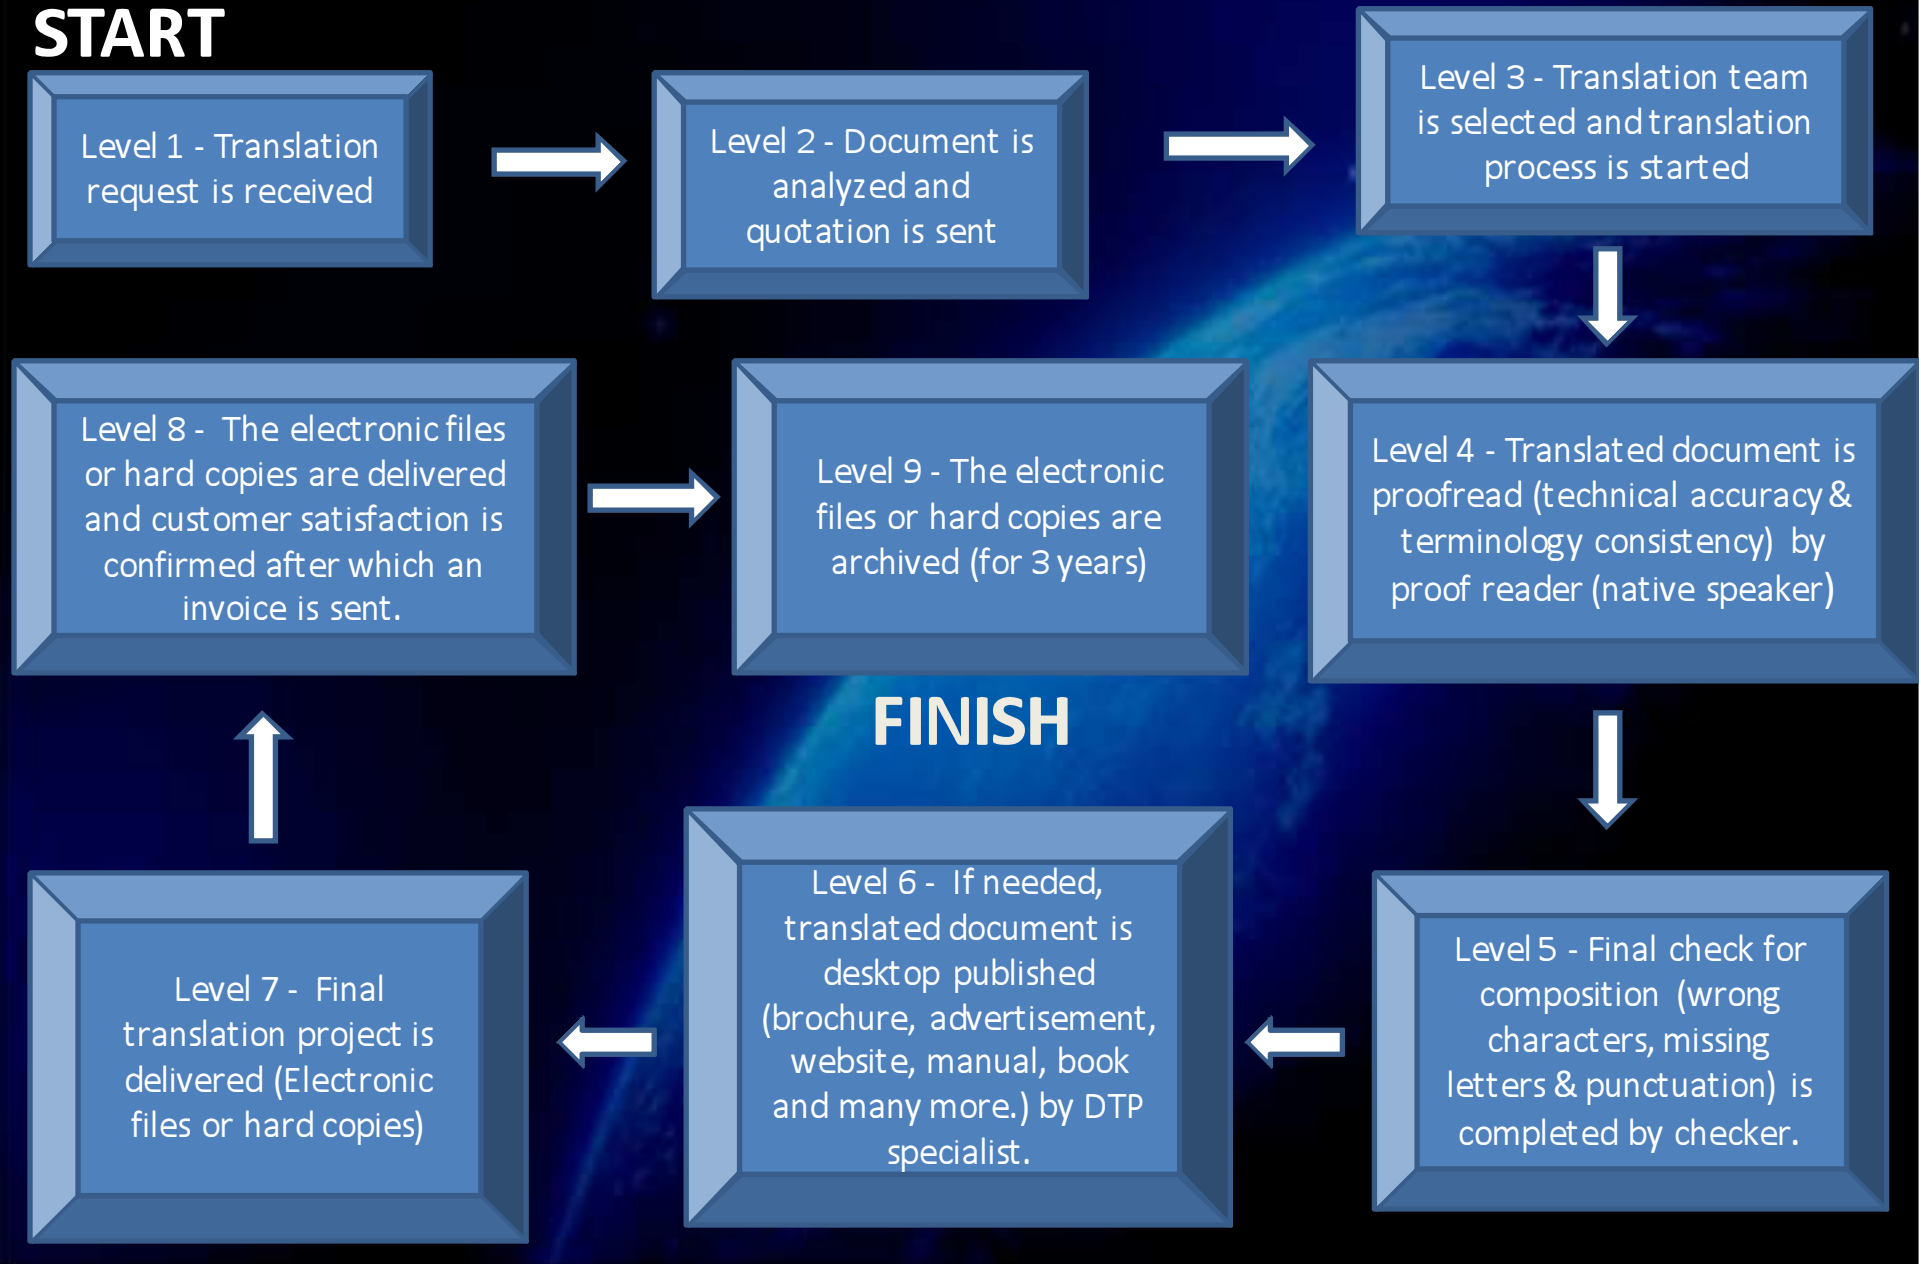 START
Level 1 - Translation
request is received
Level 2 - Document is
analyzed and
quotation is sent
Level 3 - Translation team
is selected and translation
process is started
Level 4 - Translated document is
proofread (technical accuracy &
terminology consistency) by
proof reader (native speaker)
Level 5 - Final check for
composition (wrong
characters, missing
letters & punctuation) is
completed by checker.
Level 6 - If needed,
translated document is
desktop published
(brochure, advertisement,
website, manual, book
and many more.) by DTP
specialist.
Level 7 - Final
translation project is
delivered (Electronic
files or hard copies)
Level 8 - The electronic files
or hard copies are delivered
and customer satisfaction is
confirmed after which an
invoice is sent.
Level 9 - The electronic
files or hard copies are
archived (for 3 years)
FINISH